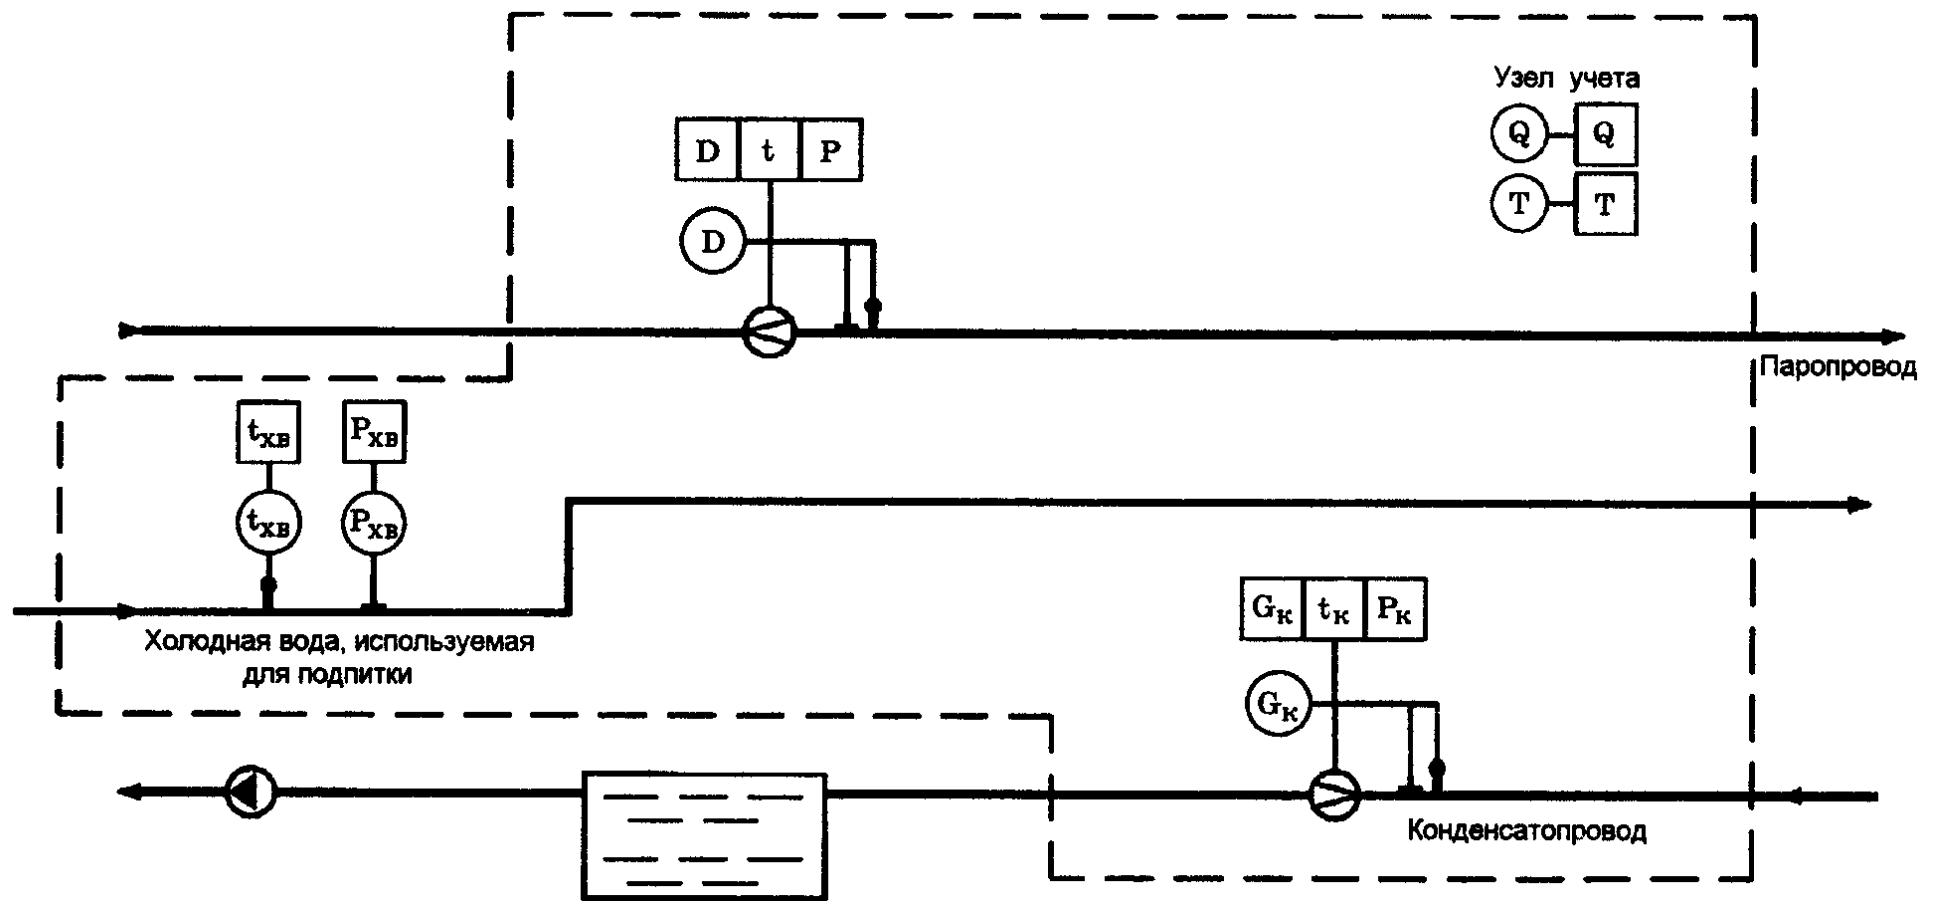 Узел учета
Q Q
T T
D t P
D
Паропровод
tхв Pхв
tхв Pхв
Холодная вода, используемая
для подпитки
Gк tк Pк
Gк
Конденсатопровод